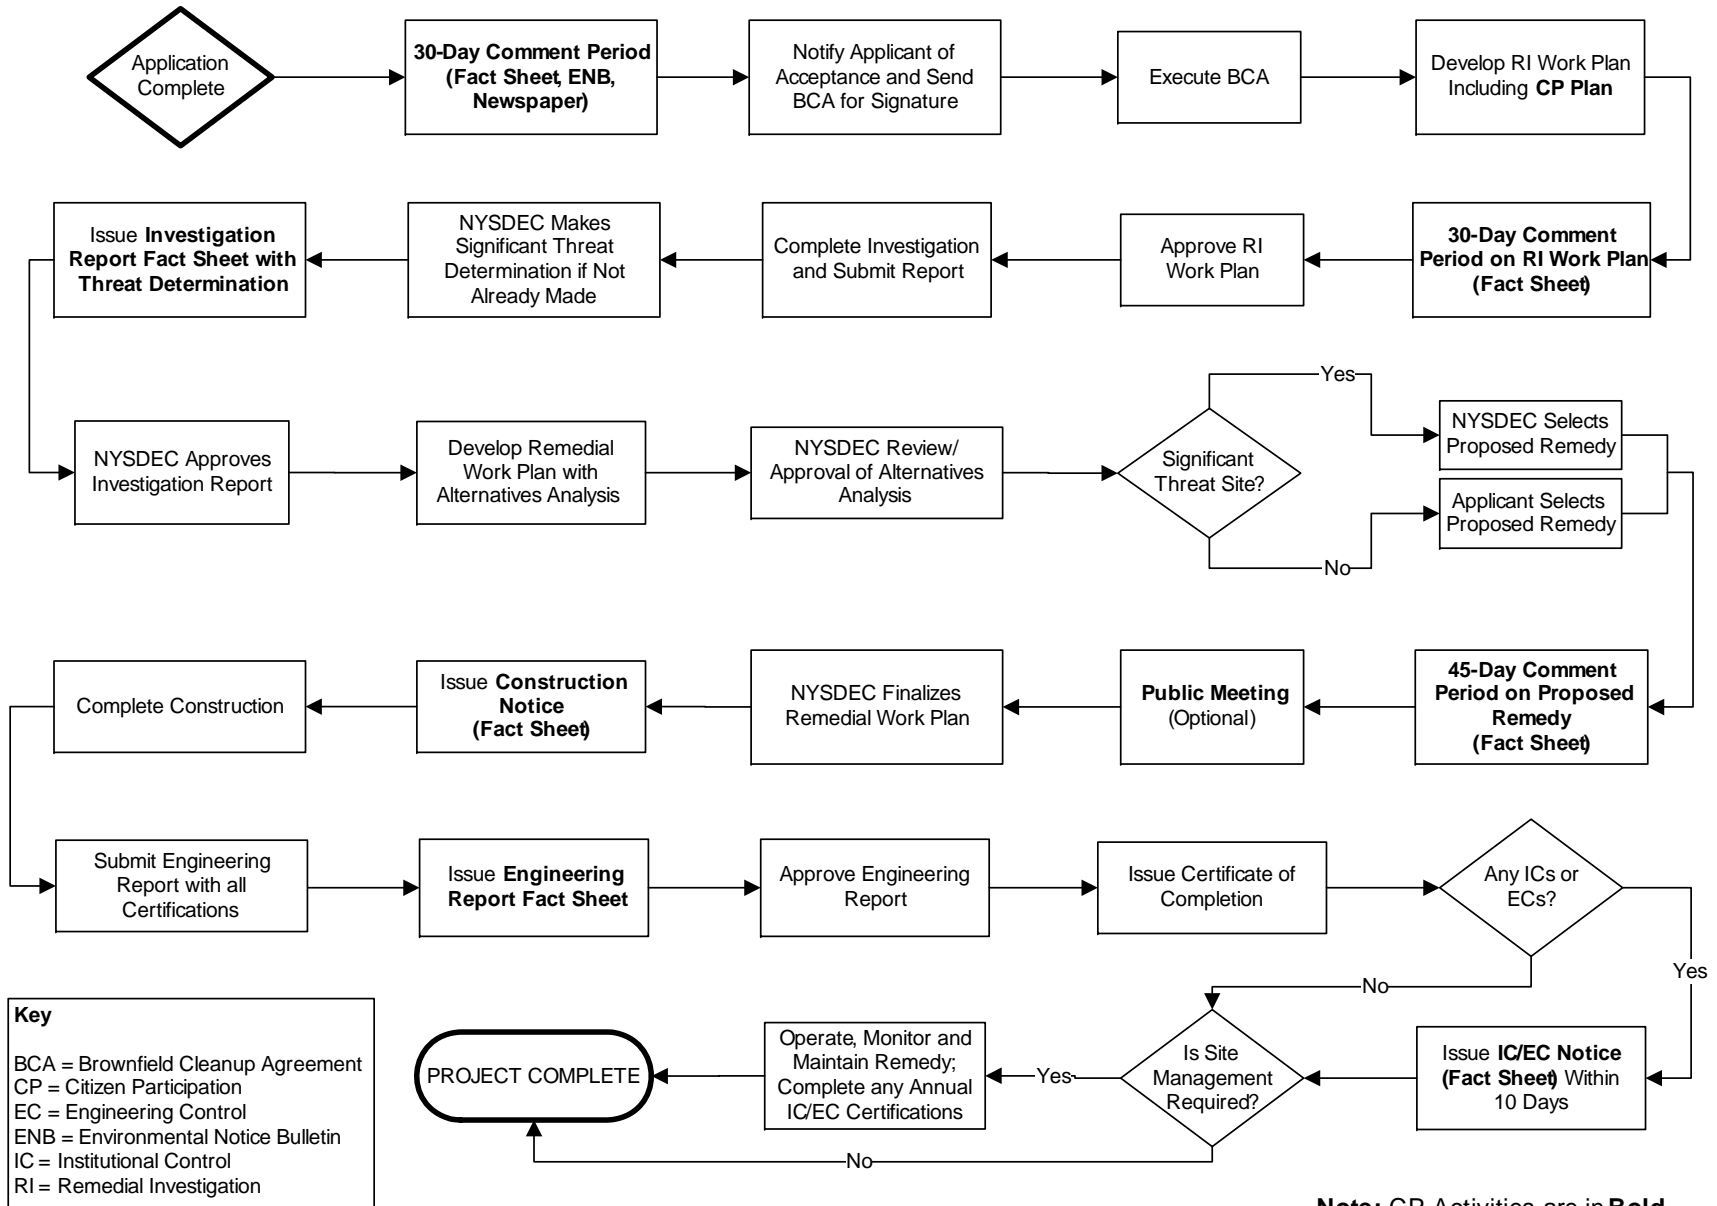 Application
Complete
30-Day Comment Period
(Fact Sheet, ENB,
Newspaper)
Notify Applicant of
Acceptance and Send
BCA for Signature
Execute BCA
Develop RI Work Plan
Including CP Plan
Issue Investigation
Report Fact Sheet with
Threat Determination
NYSDEC Makes
Significant Threat
Determination if Not
Already Made
Complete Investigation
and Submit Report
Approve RI
Work Plan
30-Day Comment
Period on RI Work Plan
(Fact Sheet)
NYSDEC Approves
Investigation Report
Develop Remedial
Work Plan with
Alternatives Analysis
NYSDEC Review/
Approval of Alternatives
Analysis
Significant
Threat Site?
Yes
No
NYSDEC Selects
Proposed Remedy
Applicant Selects
Proposed Remedy
Complete Construction
Issue Construction
Notice
(Fact Sheet)
NYSDEC Finalizes
Remedial Work Plan
Public Meeting
(Optional)
45-Day Comment
Period on Proposed
Remedy
(Fact Sheet)
Submit Engineering
Report with all
Certifications
Issue Engineering
Report Fact Sheet
Approve Engineering
Report
Issue Certificate of
Completion
Any ICs or
ECs?
Yes
No
Key
BCA = Brownfield Cleanup Agreement
CP = Citizen Participation
EC = Engineering Control
ENB = Environmental Notice Bulletin
IC = Institutional Control
RI = Remedial Investigation
PROJECT COMPLETE
Operate, Monitor and
Maintain Remedy;
Complete any Annual
IC/EC Certifications
Yes
Is Site
Management
Required?
Issue IC/EC Notice
(Fact Sheet) Within
10 Days
No
Note: CP Activities are in Bold